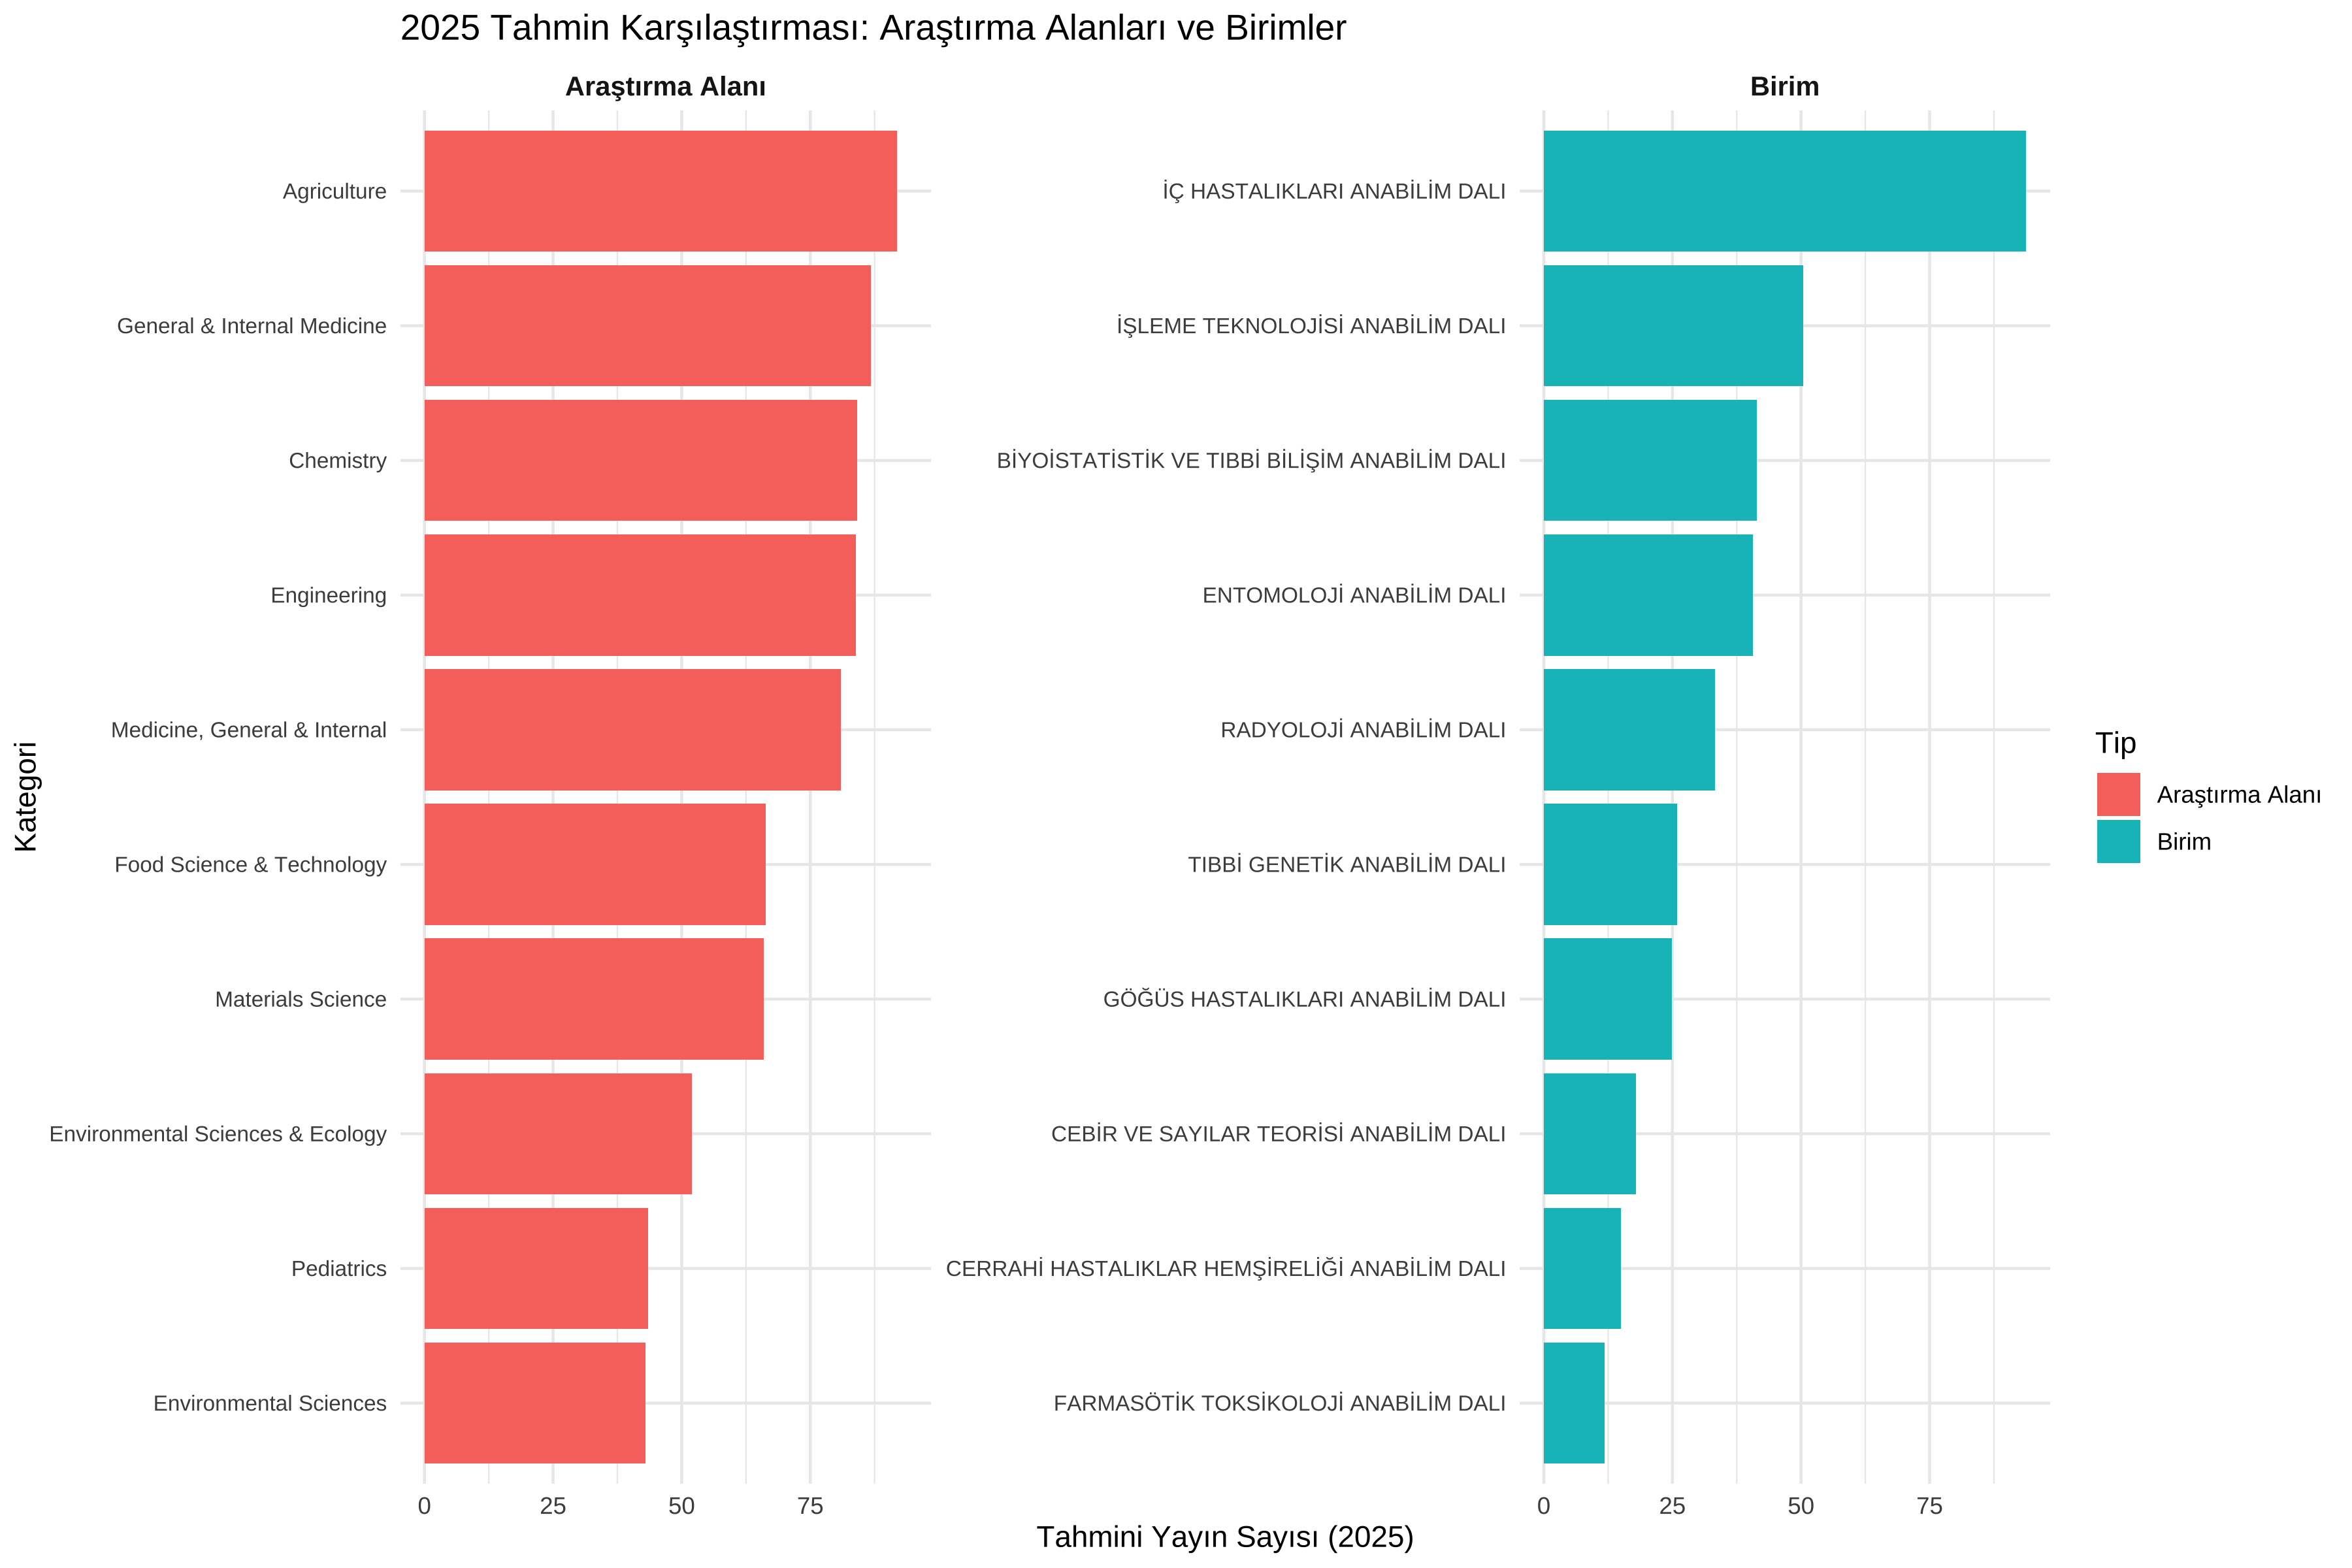 2025 Tahmin Karşılaştırması: Araştırma Alanları ve Birimler
Araştırma Alanı
Agriculture
General & Internal Medicine
Chemistry
Engineering
Medicine, General & Internal
Food Science & Technology
Materials Science
Environmental Sciences & Ecology
Pediatrics
Environmental Sciences
0 25 50 75
Birim
İÇ HASTALIKLARI ANABİLİM DALI
İŞLEME TEKNOLOJİSİ ANABİLİM DALI
BİYOİSTATİSTİK VE TIBBİ BİLİŞİM ANABİLİM DALI
ENTOMOLOJİ ANABİLİM DALI
RADYOLOJİ ANABİLİM DALI
TIBBİ GENETİK ANABİLİM DALI
GÖĞÜS HASTALIKLARI ANABİLİM DALI
CEBİR VE SAYILAR TEORİSİ ANABİLİM DALI
CERRAHİ HASTALIKLAR HEMŞİRELİĞİ ANABİLİM DALI
FARMASÖTİK TOKSİKOLOJİ ANABİLİM DALI
0 25 50 75
Kategori
Tahmini Yayın Sayısı (2025)
Tip
Araştırma Alanı
Birim